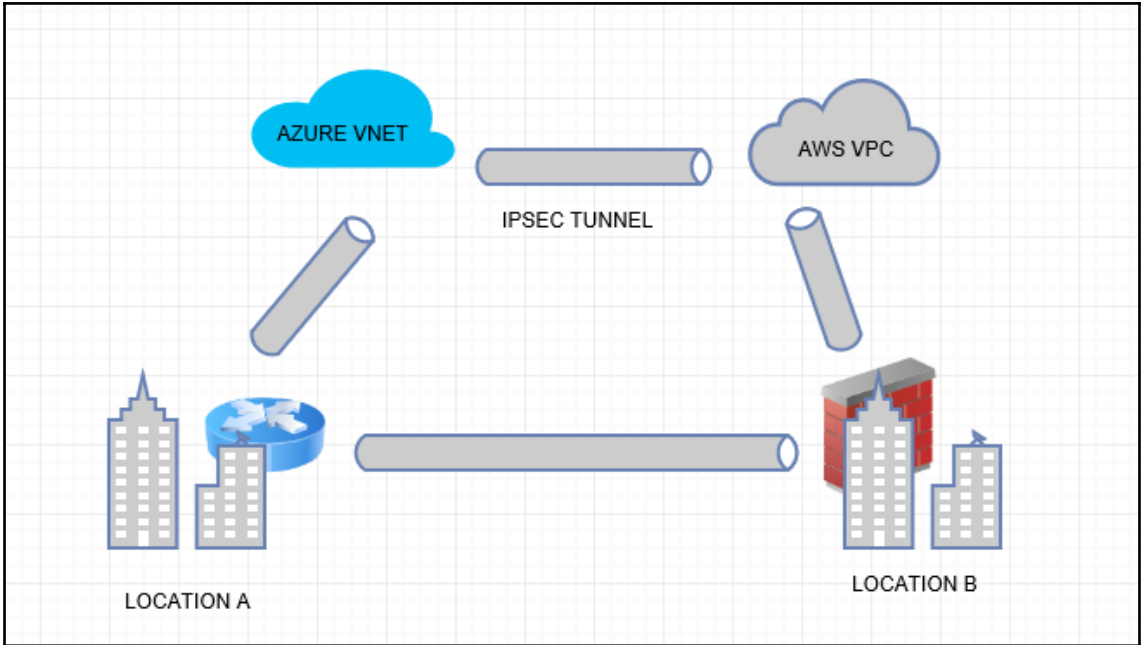 AZURE VNET
AWS VPC
IPSEC TUNNEL
LOCATION A
LOCATION B